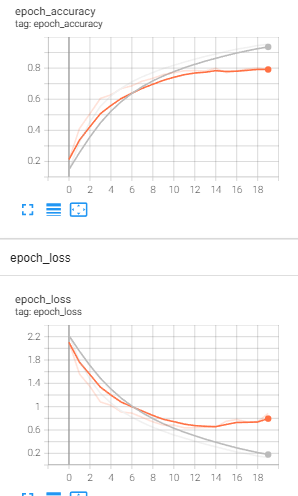 epoch_accuracy
tag: epoch_accuracy
0.8
0.6
0.4
0.2
0 2 4 6 8 10 12 14 16 18
epoch_loss
epoch_loss
tag: epoch_loss
2.2
1.8
1.4
1
0.6
0.2
0 2 4 6 8 10 12 14 16 18